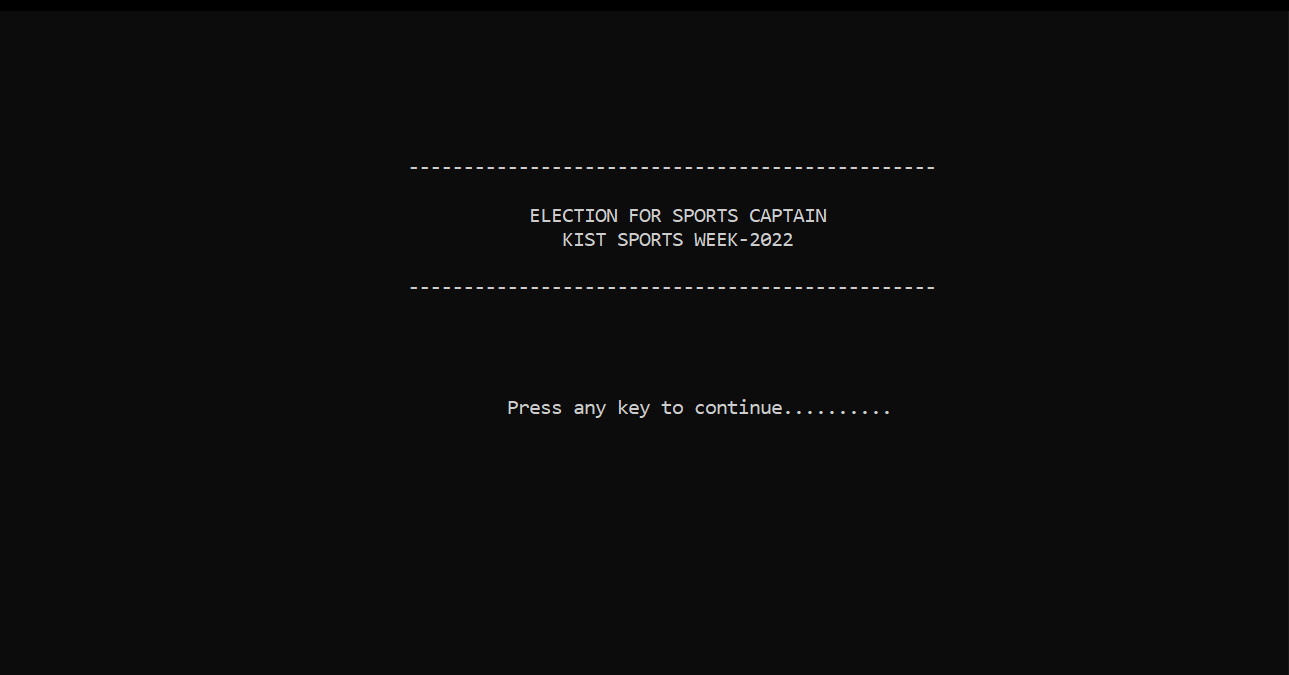 ------------------------------------------------
ELECTION FOR SPORTS CAPTAIN
KIST SPORTS WEEK-2022
------------------------------------------------
Press any key to continue..........